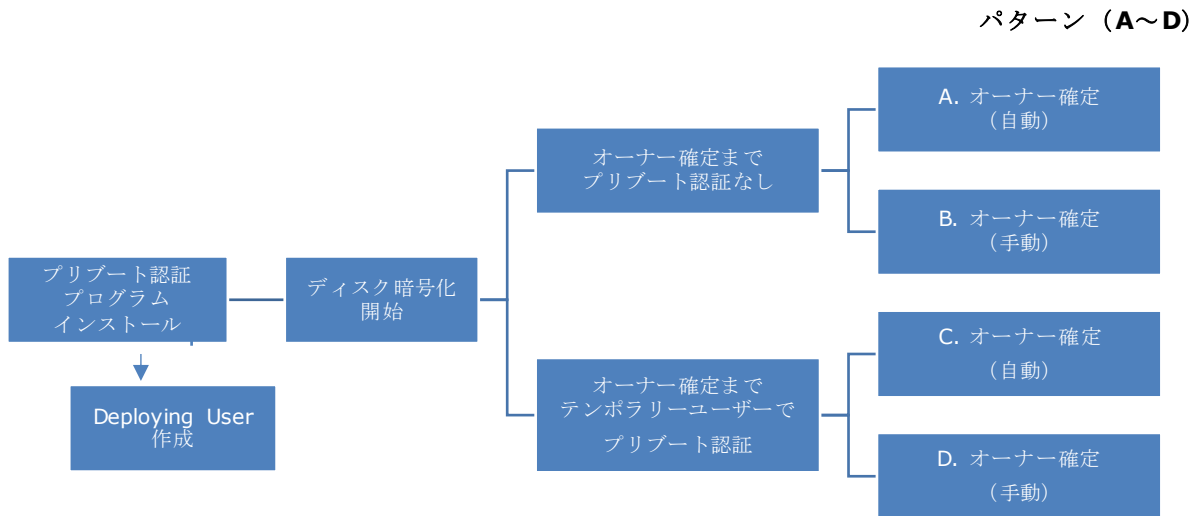 パターン（A～D）
プリブート認証
プログラム
インストール
Deploying User
作成
ディスク暗号化
開始
オーナー確定まで
プリブート認証なし
オーナー確定まで
テンポラリーユーザーで
プリブート認証
A. オーナー確定
（自動）
B. オーナー確定
（手動）
C. オーナー確定
（自動）
D. オーナー確定
（手動）